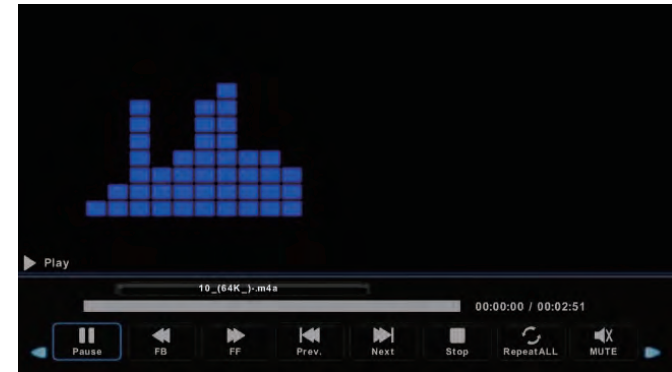 Play
10_(64K_)-.m4a
00:00:00 / 00:02:51
Pause FB FF Prev. Next Stop RepeatALL MUTE